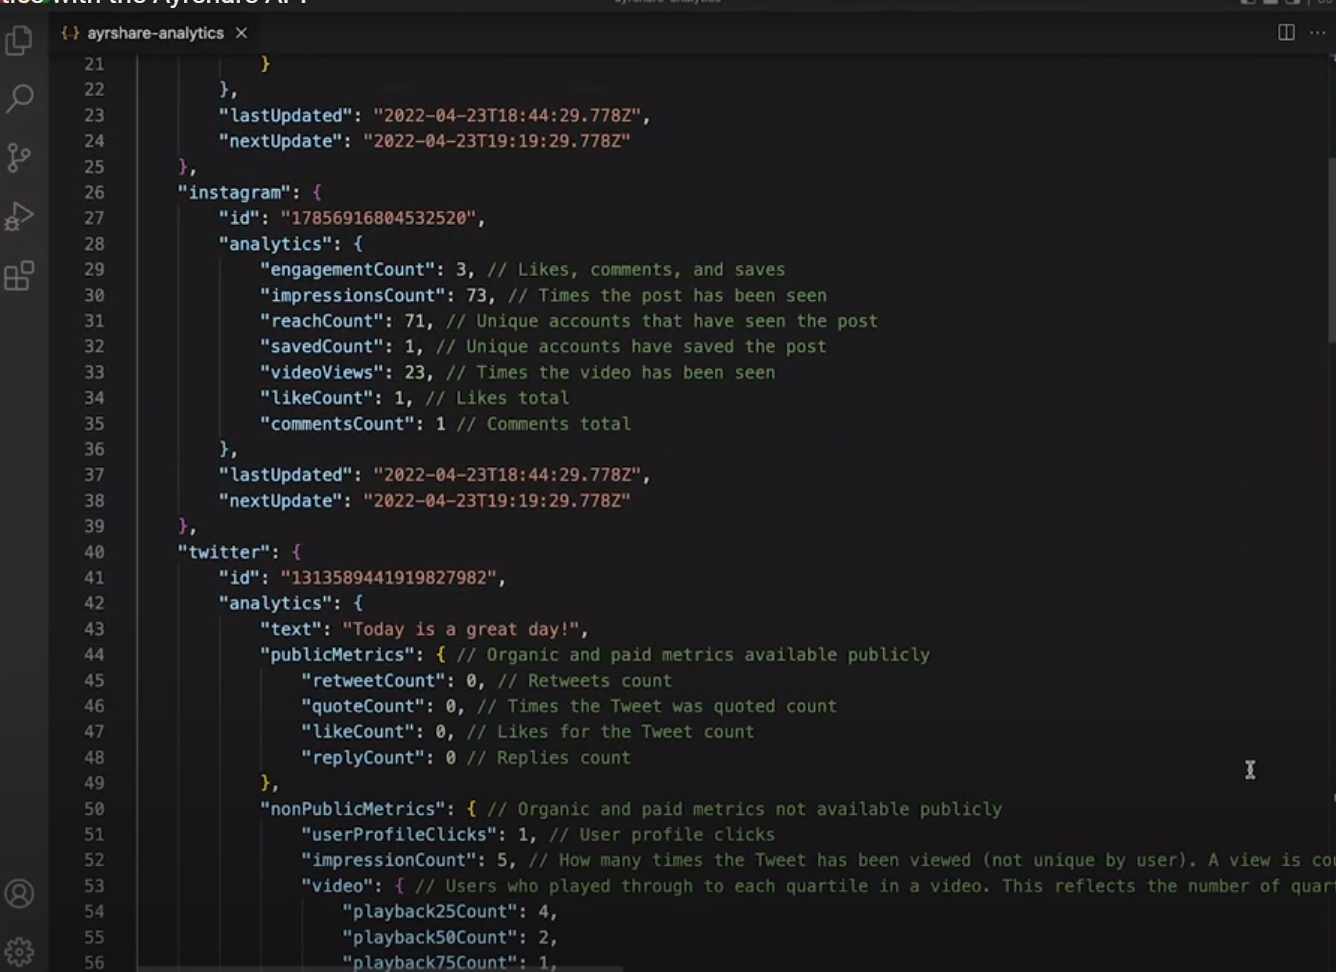 with the Ayrshare API
ayrshare-analytics
{} ayrshare-analytics ×
21 }
22 },
23 "lastUpdated": "2022-04-23T18:44:29.778Z",
24 "nextUpdate": "2022-04-23T19:19:29.778Z"
25 },
26 "instagram": {
27 "id": "17856916804532520",
28 "analytics": {
29 "engagementCount": 3, // Likes, comments, and saves
30 "impressionsCount": 73, // Times the post has been seen
31 "reachCount": 71, // Unique accounts that have seen the post
32 "savedCount": 1, // Unique accounts have saved the post
33 "videoViews": 23, // Times the video has been seen
34 "likeCount": 1, // Likes total
35 "commentsCount": 1 // Comments total
36 },
37 "lastUpdated": "2022-04-23T18:44:29.778Z",
38 "nextUpdate": "2022-04-23T19:19:29.778Z"
39 },
40 "twitter": {
41 "id": "1313589441919827982",
42 "analytics": {
43 "text": "Today is a great day!",
44 "publicMetrics": { // Organic and paid metrics available publicly
45 "retweetCount": 0, // Retweets count
46 "quoteCount": 0, // Times the Tweet was quoted count
47 "likeCount": 0, // Likes for the Tweet count
48 "replyCount": 0 // Replies count
49 },
50 "nonPublicMetrics": { // Organic and paid metrics not available publicly
51 "userProfileClicks": 1, // User profile clicks
52 "impressionCount": 5, // How many times the Tweet has been viewed (not unique by user). A view is co
53 "video": { // Users who played through to each quartile in a video. This reflects the number of quar
54 "playback25Count": 4,
55 "playback50Count": 2,
56 "playback75Count": 1,